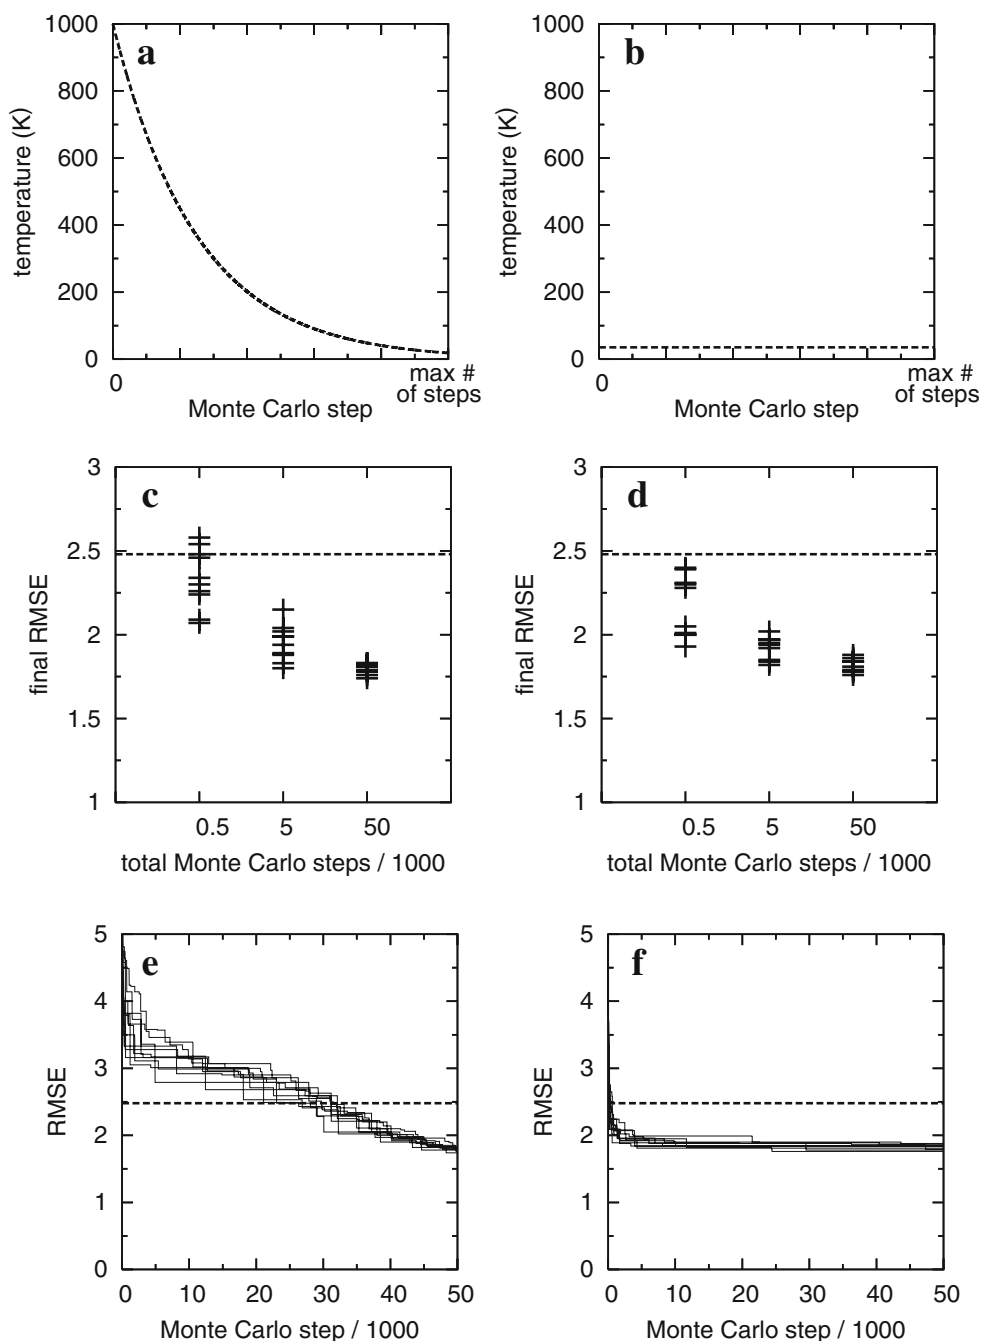 a
1000
800
600
400
200
0
temperature (K)
0
max #
of steps
Monte Carlo step
b
1000
800
600
400
200
0
temperature (K)
0
max #
of steps
Monte Carlo step
c
3
2.5
2
1.5
1
final RMSE
0.5 5 50
total Monte Carlo steps / 1000
d
3
2.5
2
1.5
1
final RMSE
0.5 5 50
total Monte Carlo steps / 1000
e
5
4
3
2
1
0
RMSE
0 10 20 30 40 50
Monte Carlo step / 1000
f
5
4
3
2
1
0
RMSE
0 10 20 30 40 50
Monte Carlo step / 1000